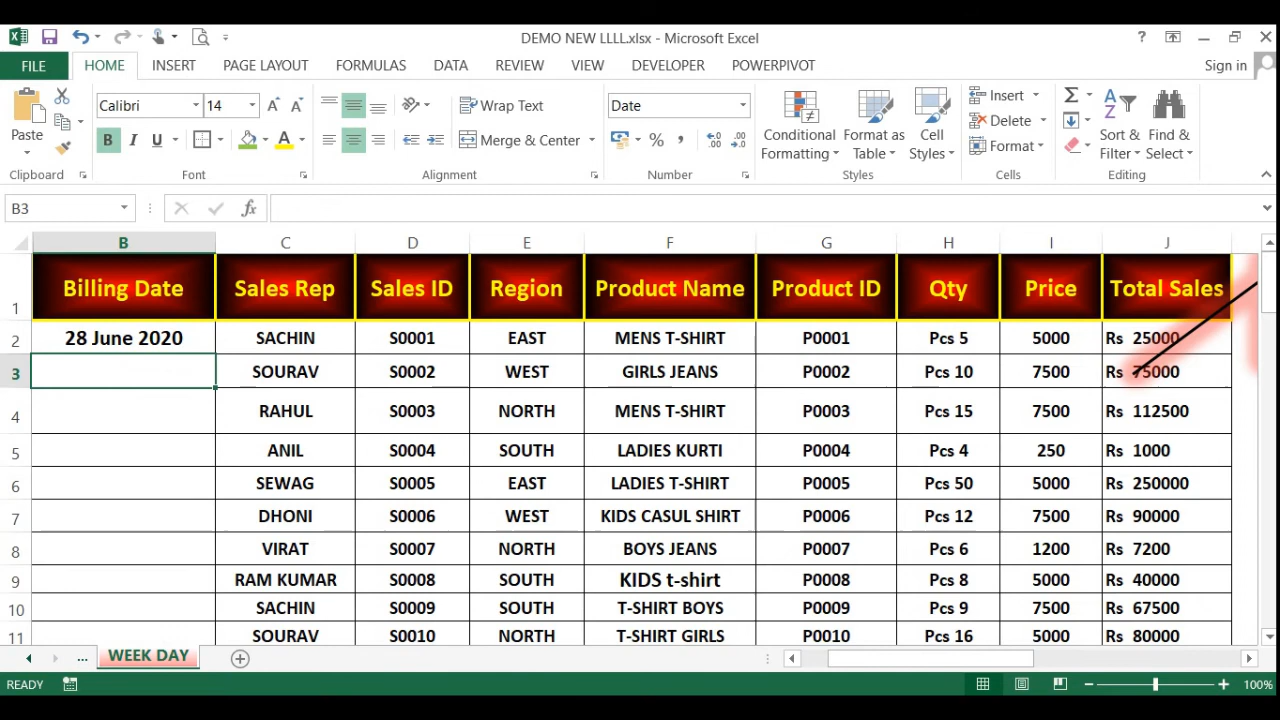 DEMO NEW LLLL.xlsx - Microsoft Excel
FILE HOME INSERT PAGE LAYOUT FORMULAS DATA REVIEW VIEW DEVELOPER POWERPIVOT Sign in
Calibri 14 Wrap Text Date Insert
Paste Conditional Format as Cell Delete Sort & Find &
B I U Merge & Center % Formatting Table Styles Format Filter Select
Clipboard Font Alignment Number Styles Cells Editing
B3 fx
B C D E F G H I J
1 Billing Date Sales Rep Sales ID Region Product Name Product ID Qty Price Total Sales
2 28 June 2020 SACHIN S0001 EAST MENS T-SHIRT P0001 Pcs 5 5000 Rs 25000
3 SOURAV S0002 WEST GIRLS JEANS P0002 Pcs 10 7500 Rs 75000
4 RAHUL S0003 NORTH MENS T-SHIRT P0003 Pcs 15 7500 Rs 112500
5 ANIL S0004 SOUTH LADIES KURTI P0004 Pcs 4 250 Rs 1000
6 SEWAG S0005 EAST LADIES T-SHIRT P0005 Pcs 50 5000 Rs 250000
7 DHONI S0006 WEST KIDS CASUL SHIRT P0006 Pcs 12 7500 Rs 90000
8 VIRAT S0007 NORTH BOYS JEANS P0007 Pcs 6 1200 Rs 7200
9 RAM KUMAR S0008 SOUTH KIDS t-shirt P0008 Pcs 8 5000 Rs 40000
10 SACHIN S0009 SOUTH T-SHIRT BOYS P0009 Pcs 9 7500 Rs 67500
11 SOURAV S0010 NORTH T-SHIRT GIRLS P0010 Pcs 16 5000 Rs 80000
... WEEK DAY
READY 100%